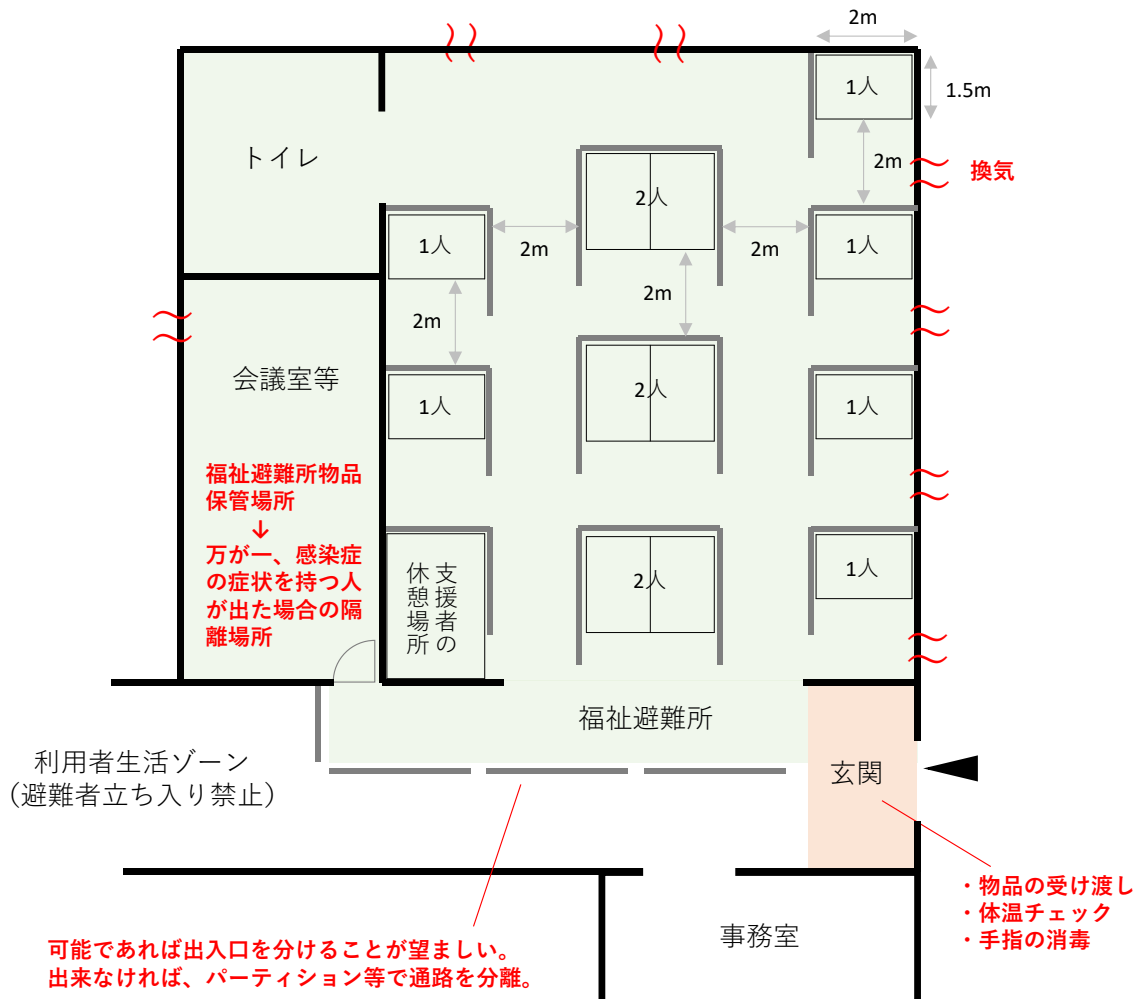 2m
1人
1.5m
トイレ
2m
換気
2人
1人
2m
2m
1人
2m
2m
会議室等
2人
1人
1人
福祉避難所物品
保管場所
↓
万が一、感染症
の症状を持つ人
が出た場合の隔
離場所
支援者の
休憩場所
2人
1人
福祉避難所
利用者生活ゾーン
(避難者立ち入り禁止)
玄関
・物品の受け渡し
・体温チェック
・手指の消毒
事務室
可能であれば出入口を分けることが望ましい。
出来なければ、パーティション等で通路を分離。